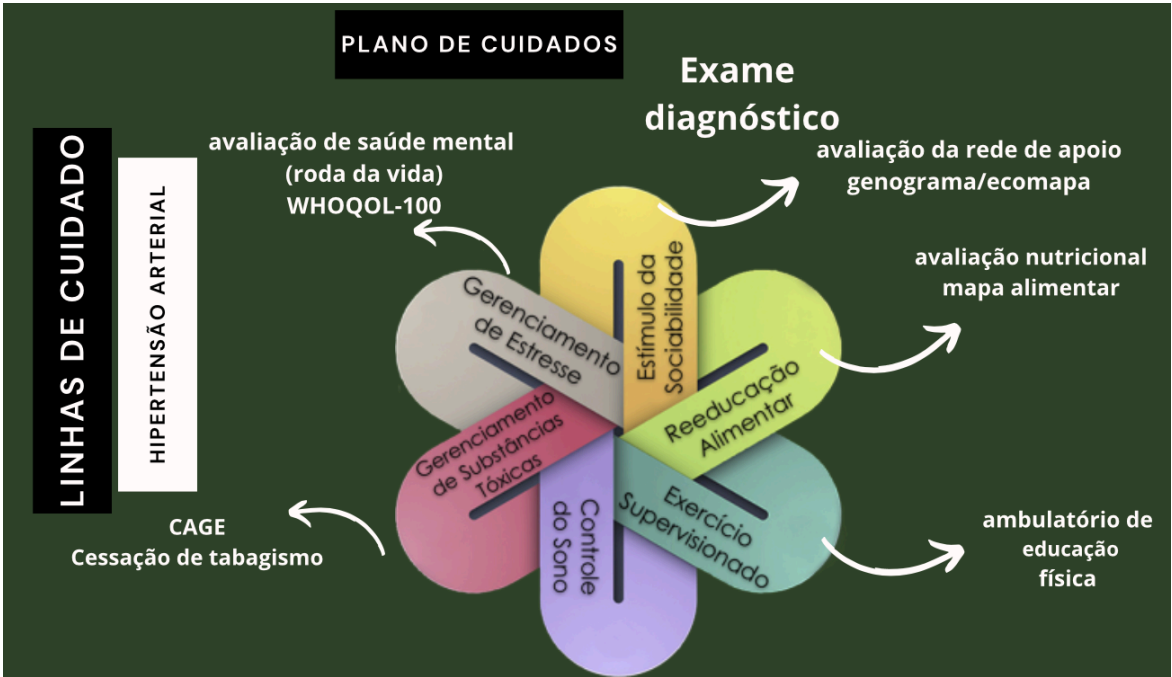 PLANO DE CUIDADOS
Exame
diagnóstico
LINHAS DE CUIDADO
HIPERTENSÃO ARTERIAL
avaliação de saúde mental
(roda da vida)
WHOQOL-100
avaliação da rede de apoio
genograma/ecomapa
avaliação nutricional
mapa alimentar
ambulatório de
educação
física
CAGE
Cessação de tabagismo
Gerenciamento
de Estresse
Estímulo da
Sociabilidade
Reeducação
Alimentar
Exercício
Supervisionado
Controle
do Sono
Gerenciamento
de Substâncias
Tóxicas